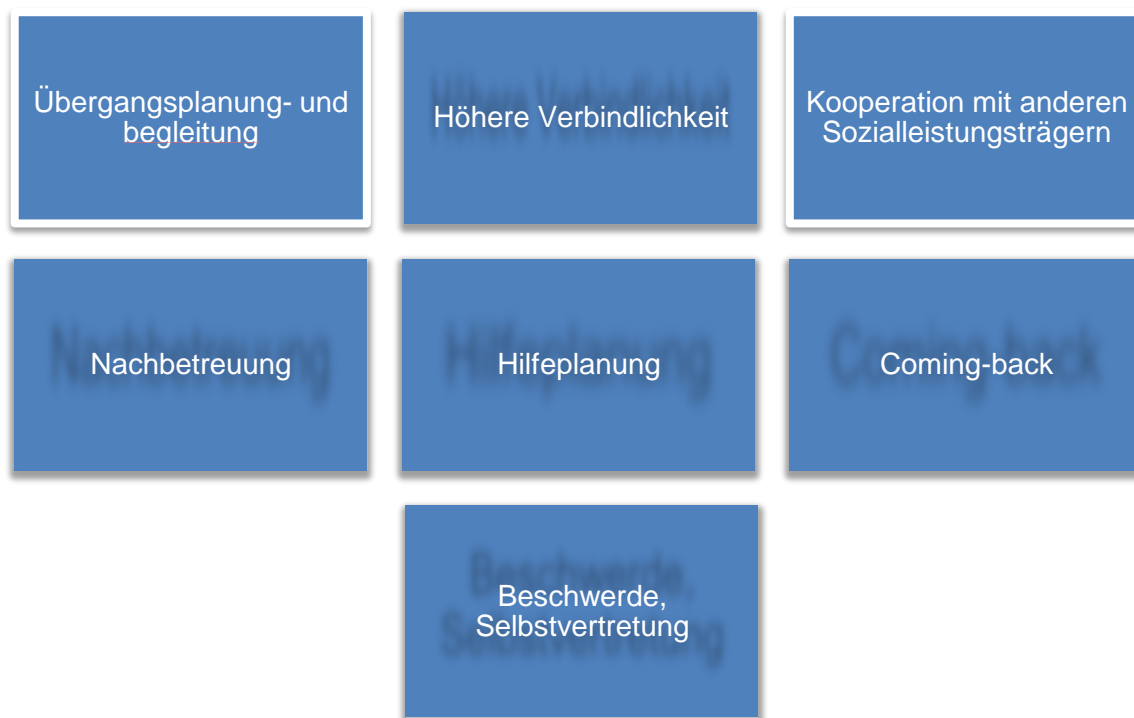 Übergangsplanung- und
begleitung
Höhere Verbindlichkeit
Kooperation mit anderen
Sozialleistungsträgern
Nachbetreuung
Hilfeplanung
Coming-back
Beschwerde,
Selbstvertretung